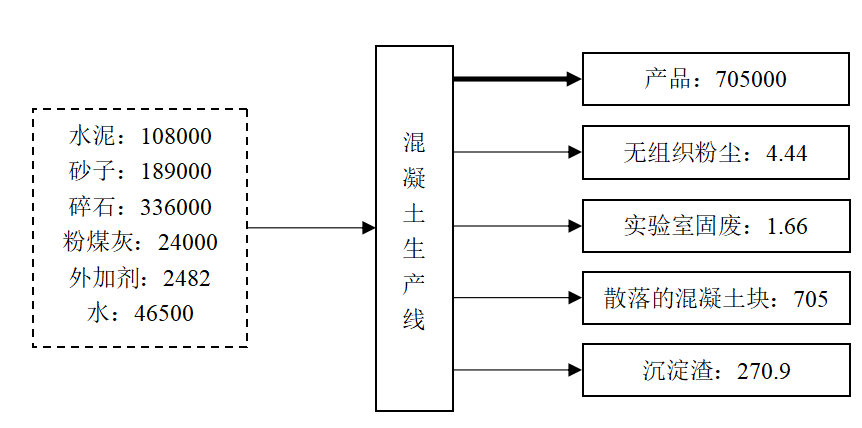 水泥：108000
砂子：189000
碎石：336000
粉煤灰：24000
外加剂：2482
水：46500
混凝土生产线
产品：705000
无组织粉尘：4.44
实验室固废：1.66
散落的混凝土块：705
沉淀渣：270.9